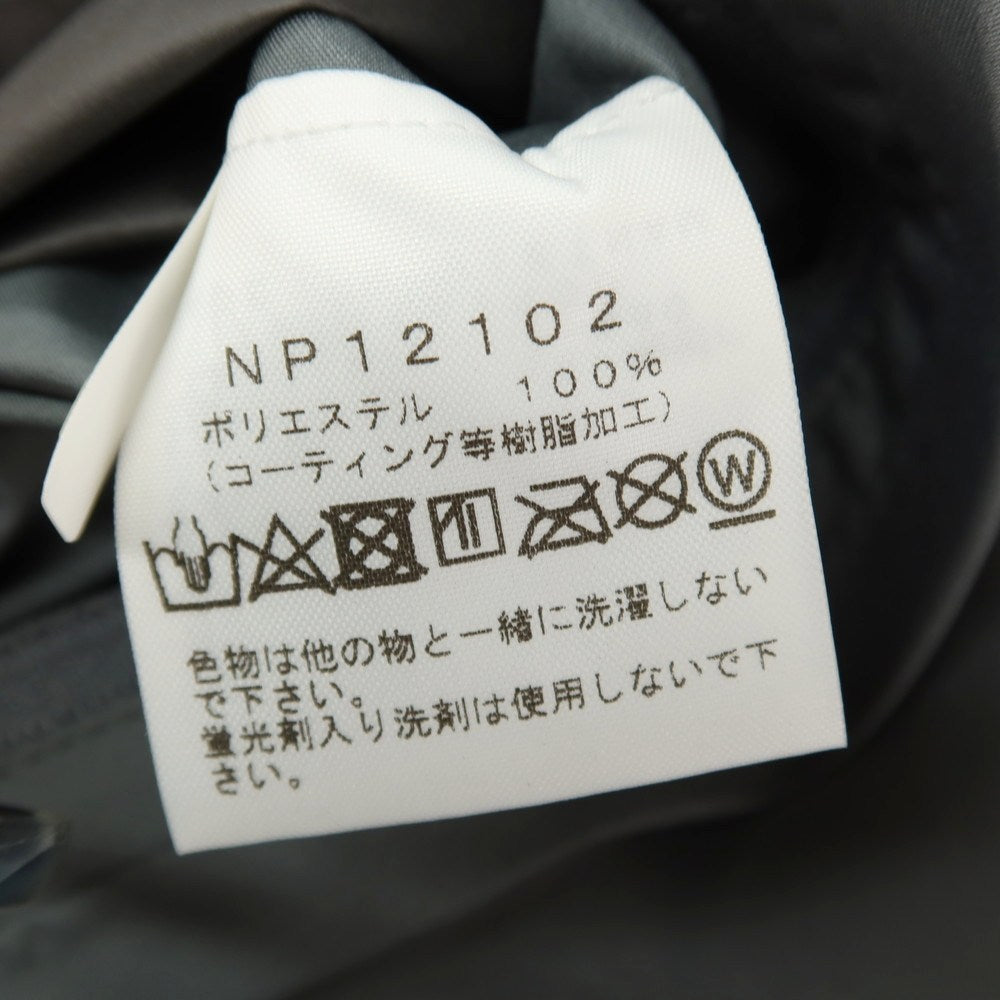 NP12102
ポリエステル 100%
(コーティング等樹脂加工)
W
色物は他の物と一緒に洗濯しない
で下さい。
蛍光剤入り洗剤は使用しないで下
さい。